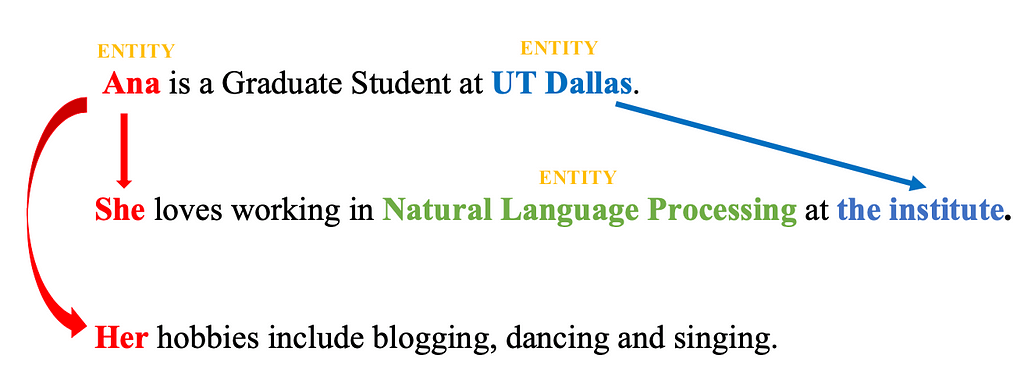 ENTITY ENTITY
Ana is a Graduate Student at UT Dallas.
ENTITY
She loves working in Natural Language Processing at the institute.
Her hobbies include blogging, dancing and singing.